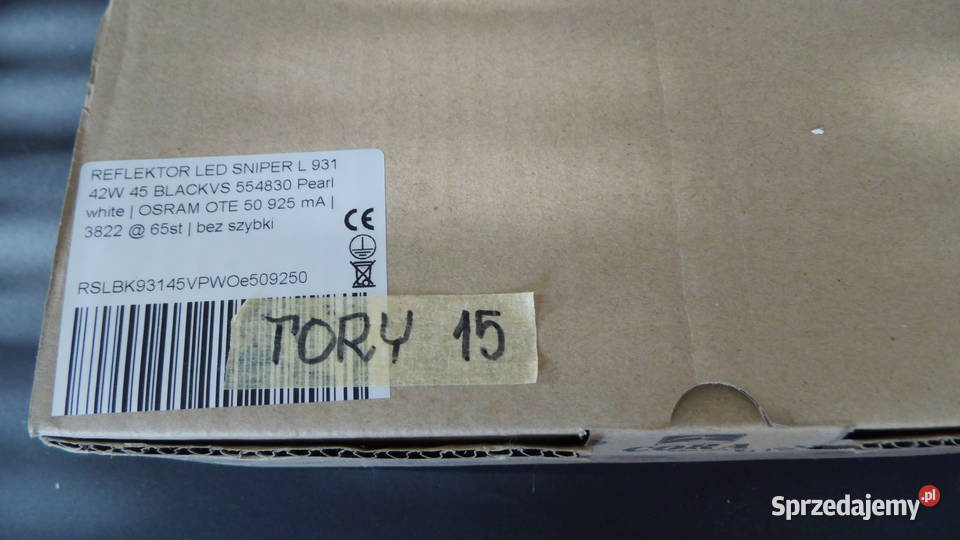 REFLEKTOR LED SNIPER L 931
42W 45 BLACKVS 554830 Pearl
white | OSRAM OTE 50 925 mA |
3822 @ 65st | bez szybki
CE
RSLBK93145VPWOe509250
TORY 15
Sprzedajemy.pl